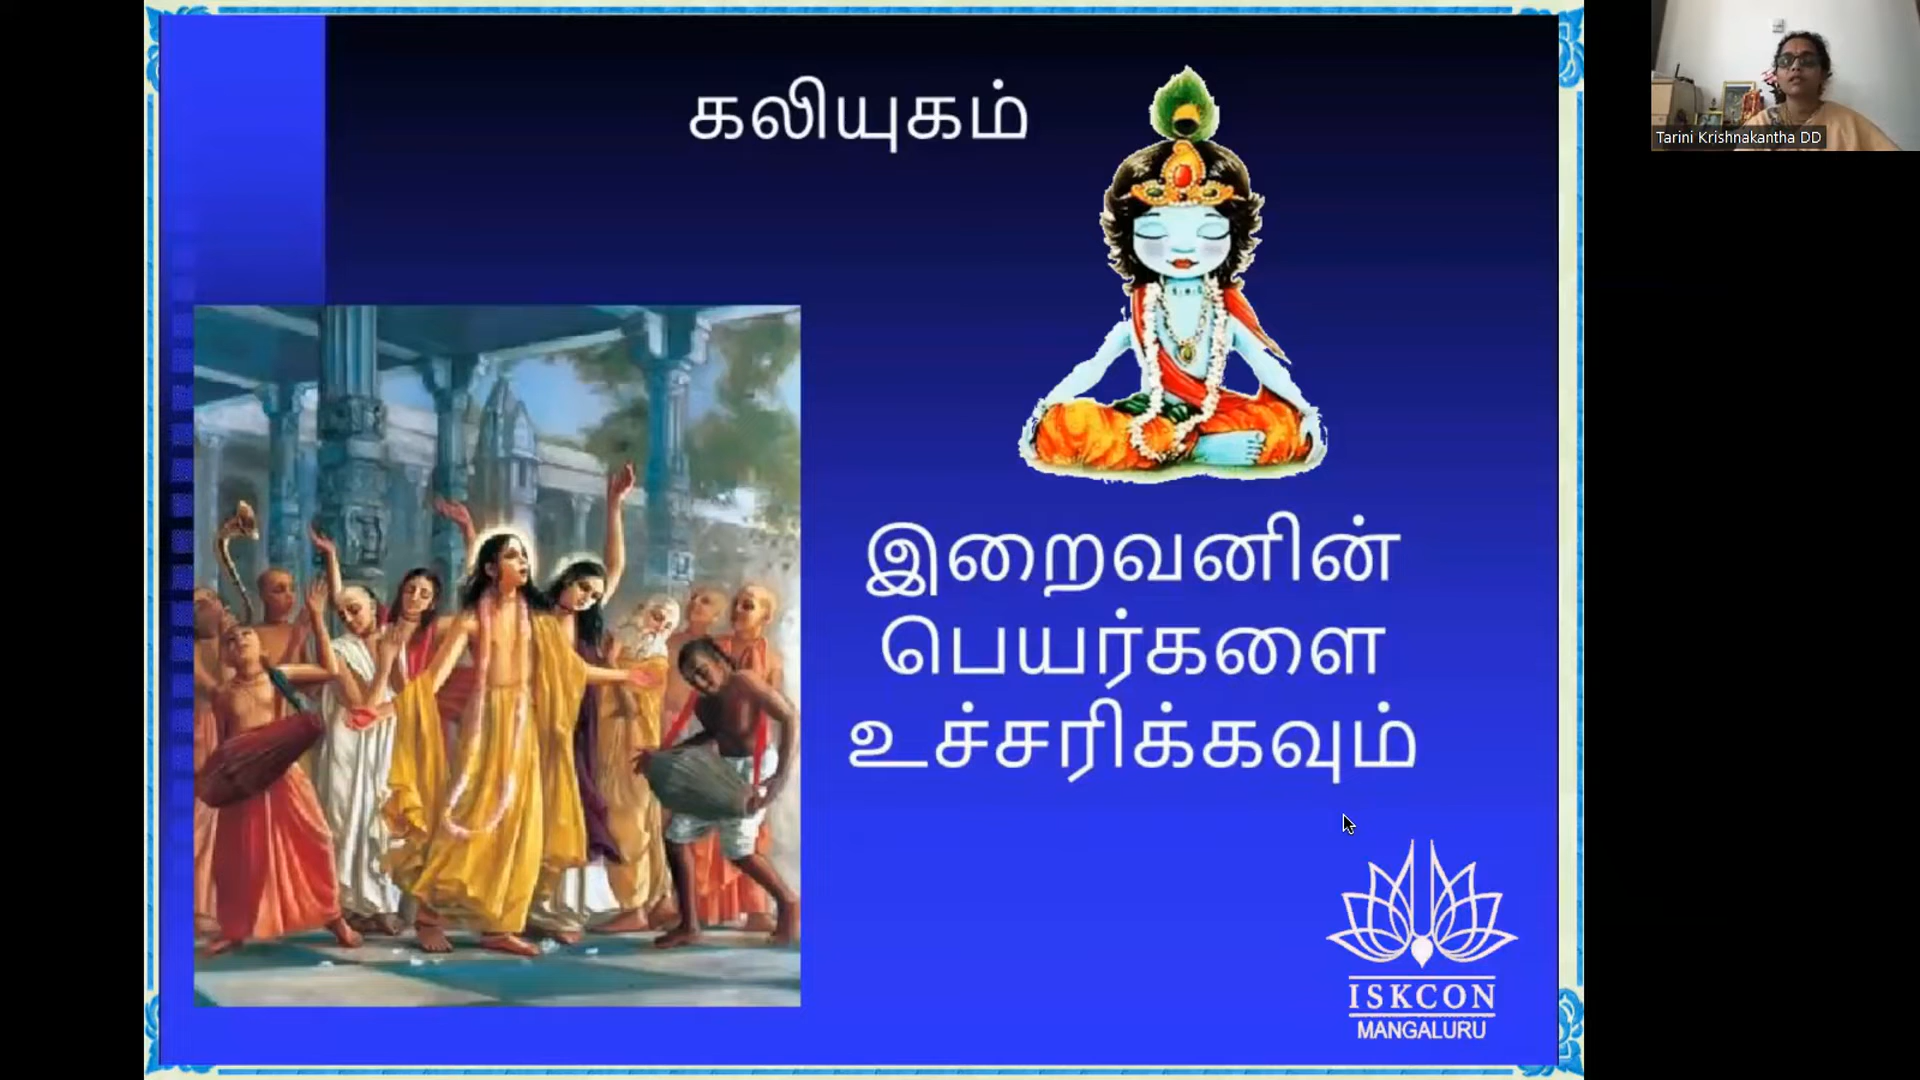 கலியுகம்
இறைவனின்
பெயர்களை
உச்சரிக்கவும்
ISKCON
MANGALURU
Tarini Krishnakantha DD